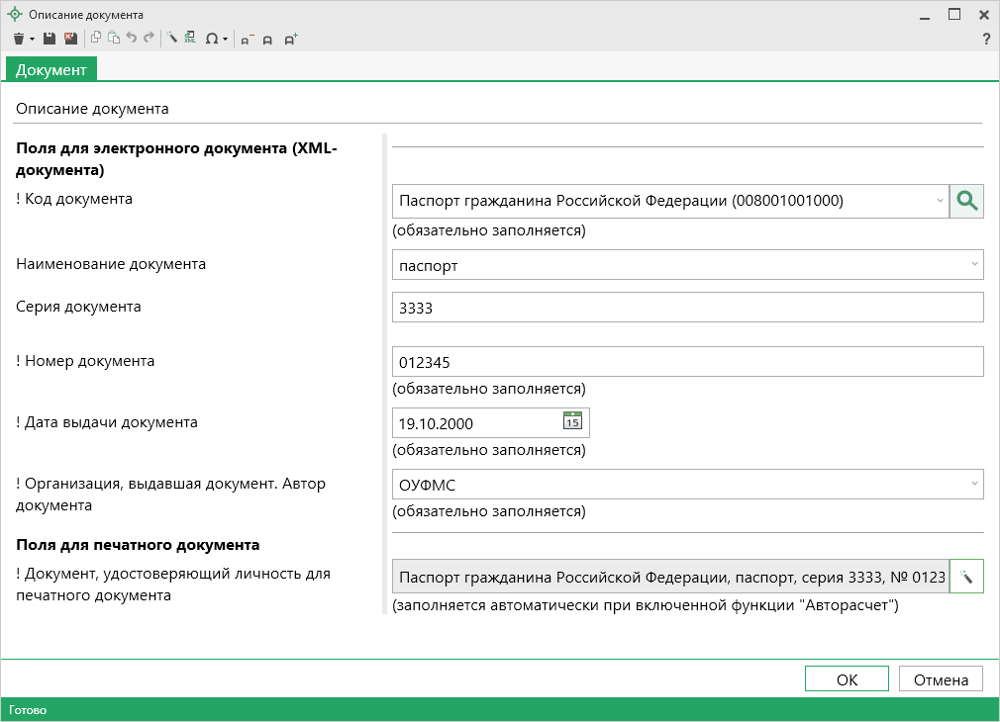 Описание документа
XML
А⁻ А А⁺
?
Документ
Описание документа
Поля для электронного документа (XML-
документа)
! Код документа
Паспорт гражданина Российской Федерации (008001001000)
(обязательно заполняется)
Наименование документа
паспорт
Серия документа
3333
! Номер документа
012345
(обязательно заполняется)
! Дата выдачи документа
19.10.2000
15
(обязательно заполняется)
! Организация, выдавшая документ. Автор
документа
ОУФМС
(обязательно заполняется)
Поля для печатного документа
! Документ, удостоверяющий личность для
печатного документа
Паспорт гражданина Российской Федерации, паспорт, серия 3333, № 0123
(заполняется автоматически при включенной функции "Авторасчет")
ОК
Отмена
Готово